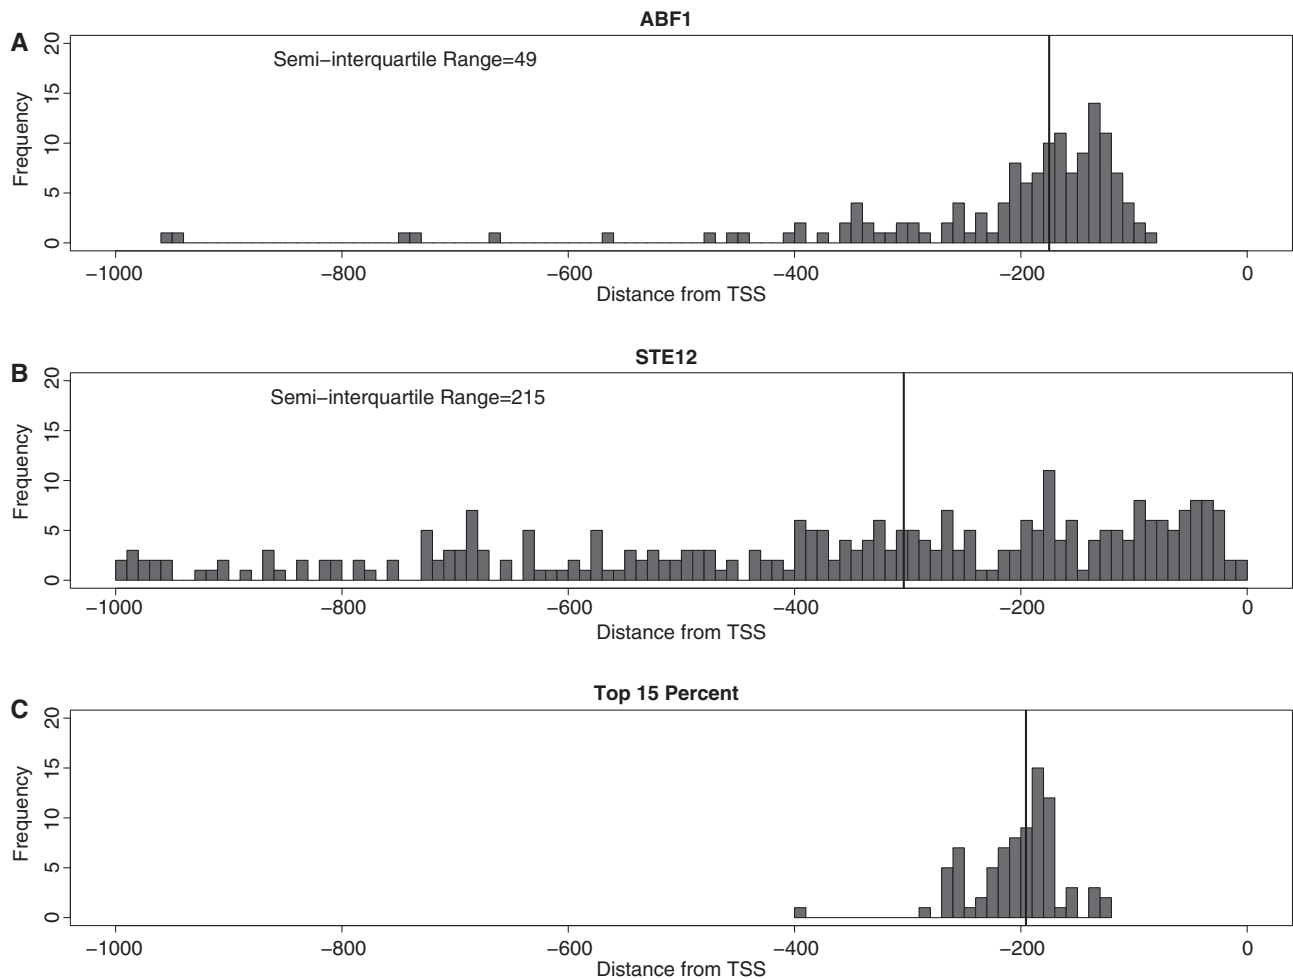 ABF1
A
Semi−interquartile Range=49
Frequency
20
15
10
5
0
−1000 −800 −600 −400 −200 0
Distance from TSS
STE12
B
Semi−interquartile Range=215
Frequency
20
15
10
5
0
−1000 −800 −600 −400 −200 0
Distance from TSS
Top 15 Percent
C
Frequency
20
15
10
5
0
−1000 −800 −600 −400 −200 0
Distance from TSS